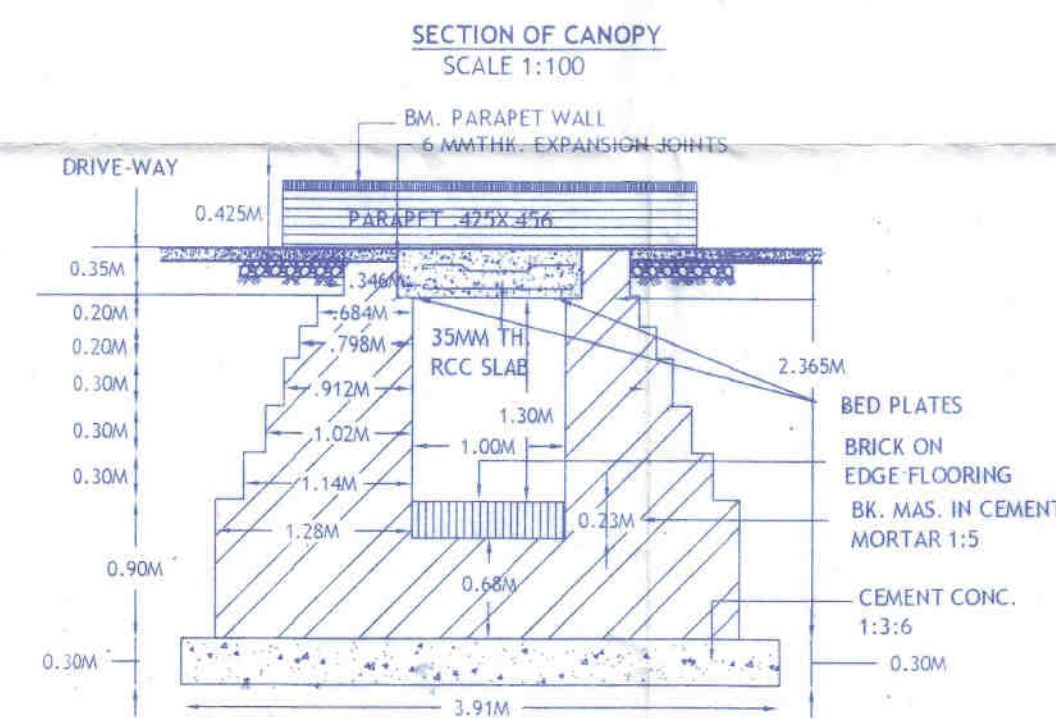 SECTION OF CANOPY
SCALE 1:100
BM. PARAPET WALL
6 MMTHK. EXPANSION JOINTS
DRIVE-WAY
0.425M
PARAPET .425X.456
0.35M
.346M
0.20M
.684M
0.20M
.798M
35MM TH.
RCC SLAB
2.365M
0.30M
.912M
1.30M
BED PLATES
0.30M
1.02M
1.00M
BRICK ON
EDGE FLOORING
0.30M
1.14M
BK. MAS. IN CEMENT
MORTAR 1:5
1.28M
0.23M
0.90M
0.68M
CEMENT CONC.
1:3:6
0.30M
0.30M
3.91M